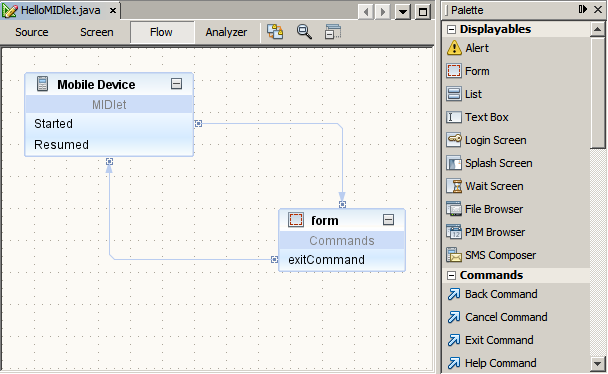 HelloMIDlet.java
Source Screen Flow Analyzer
Mobile Device
MIDlet
Started
Resumed
form
Commands
exitCommand
Palette
Displayables
Alert
Form
List
Text Box
Login Screen
Splash Screen
Wait Screen
File Browser
PIM Browser
SMS Composer
Commands
Back Command
Cancel Command
Exit Command
Help Command